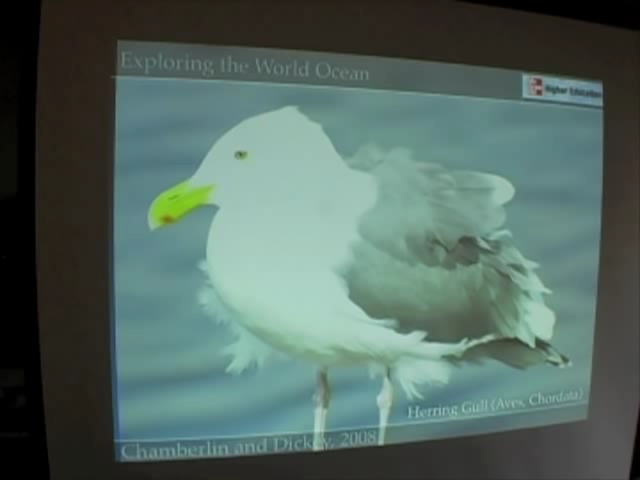 Exploring the World Ocean
Higher Education
Herring Gull (Aves, Chordata)
Chamberlin and Dickey, 2008